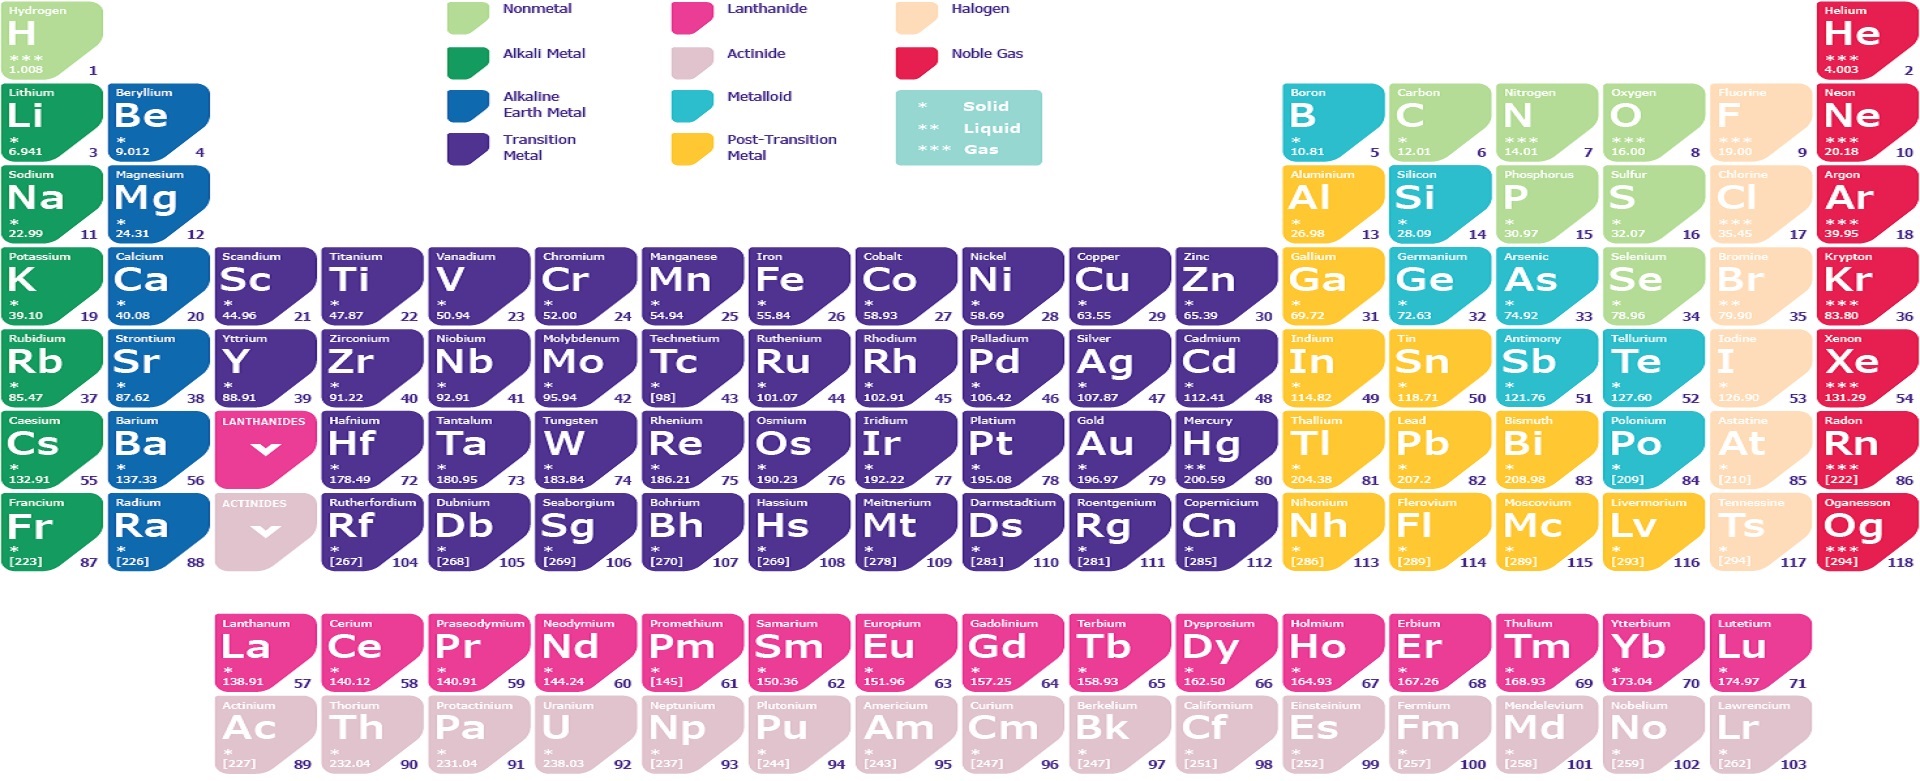 Hydrogen
H
***
1.008 1
Nonmetal
Alkali Metal
Alkaline
Earth Metal
Transition
Metal
Lanthanide
Actinide
Metalloid
Post-Transition
Metal
Halogen
Noble Gas
* Solid
** Liquid
*** Gas
Helium
He
***
4.003 2
Lithium
Li
*
6.941 3
Beryllium
Be
*
9.012 4
Boron
B
*
10.81 5
Carbon
C
*
12.01 6
Nitrogen
N
***
14.01 7
Oxygen
O
***
16.00 8
Fluorine
F
***
19.00 9
Neon
Ne
***
20.18 10
Sodium
Na
*
22.99 11
Magnesium
Mg
*
24.31 12
Aluminium
Al
*
26.98 13
Silicon
Si
*
28.09 14
Phosphorus
P
*
30.97 15
Sulfur
S
*
32.07 16
Chlorine
Cl
***
35.45 17
Argon
Ar
***
39.95 18
Potassium
K
*
39.10 19
Calcium
Ca
*
40.08 20
Scandium
Sc
*
44.96 21
Titanium
Ti
*
47.87 22
Vanadium
V
*
50.94 23
Chromium
Cr
*
52.00 24
Manganese
Mn
*
54.94 25
Iron
Fe
*
55.84 26
Cobalt
Co
*
58.93 27
Nickel
Ni
*
58.69 28
Copper
Cu
*
63.55 29
Zinc
Zn
*
65.39 30
Gallium
Ga
*
69.72 31
Germanium
Ge
*
72.63 32
Arsenic
As
*
74.92 33
Selenium
Se
*
78.96 34
Bromine
Br
**
79.90 35
Krypton
Kr
***
83.80 36
Rubidium
Rb
*
85.47 37
Strontium
Sr
*
87.62 38
Yttrium
Y
*
88.91 39
Zirconium
Zr
*
91.22 40
Niobium
Nb
*
92.91 41
Molybdenum
Mo
*
95.94 42
Technetium
Tc
*
[98] 43
Ruthenium
Ru
*
101.07 44
Rhodium
Rh
*
102.91 45
Palladium
Pd
*
106.42 46
Silver
Ag
*
107.87 47
Cadmium
Cd
*
112.41 48
Indium
In
*
114.82 49
Tin
Sn
*
118.71 50
Antimony
Sb
*
121.76 51
Tellurium
Te
*
127.60 52
Iodine
I
*
126.90 53
Xenon
Xe
***
131.29 54
Caesium
Cs
*
132.91 55
Barium
Ba
*
137.33 56
LANTHANIDES
Hafnium
Hf
*
178.49 72
Tantalum
Ta
*
180.95 73
Tungsten
W
*
183.84 74
Rhenium
Re
*
186.21 75
Osmium
Os
*
190.23 76
Iridium
Ir
*
192.22 77
Platium
Pt
*
195.08 78
Gold
Au
*
196.97 79
Mercury
Hg
**
200.59 80
Thallium
Tl
*
204.38 81
Lead
Pb
*
207.2 82
Bismuth
Bi
*
208.98 83
Polonium
Po
*
[209] 84
Astatine
At
*
[210] 85
Radon
Rn
***
[222] 86
Francium
Fr
*
[223] 87
Radium
Ra
*
[226] 88
ACTINIDES
Rutherfordium
Rf
*
[267] 104
Dubnium
Db
*
[268] 105
Seaborgium
Sg
*
[269] 106
Bohrium
Bh
*
[270] 107
Hassium
Hs
*
[269] 108
Meitnerium
Mt
*
[278] 109
Darmstadtium
Ds
*
[281] 110
Roentgenium
Rg
*
[281] 111
Copernicium
Cn
*
[285] 112
Nihonium
Nh
*
[286] 113
Flerovium
Fl
*
[289] 114
Moscovium
Mc
*
[289] 115
Livermorium
Lv
*
[293] 116
Tennessine
Ts
*
[294] 117
Oganesson
Og
***
[294] 118
Lanthanum
La
*
138.91 57
Cerium
Ce
*
140.12 58
Praseodymium
Pr
*
140.91 59
Neodymium
Nd
*
144.24 60
Promethium
Pm
*
[145] 61
Samarium
Sm
*
150.36 62
Europium
Eu
*
151.96 63
Gadolinium
Gd
*
157.25 64
Terbium
Tb
*
158.93 65
Dysprosium
Dy
*
162.50 66
Holmium
Ho
*
164.93 67
Erbium
Er
*
167.26 68
Thulium
Tm
*
168.93 69
Ytterbium
Yb
*
173.04 70
Lutetium
Lu
*
174.97 71
Actinium
Ac
*
[227] 89
Thorium
Th
*
232.04 90
Protactinium
Pa
*
231.04 91
Uranium
U
*
238.03 92
Neptunium
Np
*
[237] 93
Plutonium
Pu
*
[244] 94
Americium
Am
*
[243] 95
Curium
Cm
*
[247] 96
Berkelium
Bk
*
[247] 97
Californium
Cf
*
[251] 98
Einsteinium
Es
*
[252] 99
Fermium
Fm
*
[257] 100
Mendelevium
Md
*
[258] 101
Nobelium
No
*
[259] 102
Lawrencium
Lr
*
[262] 103